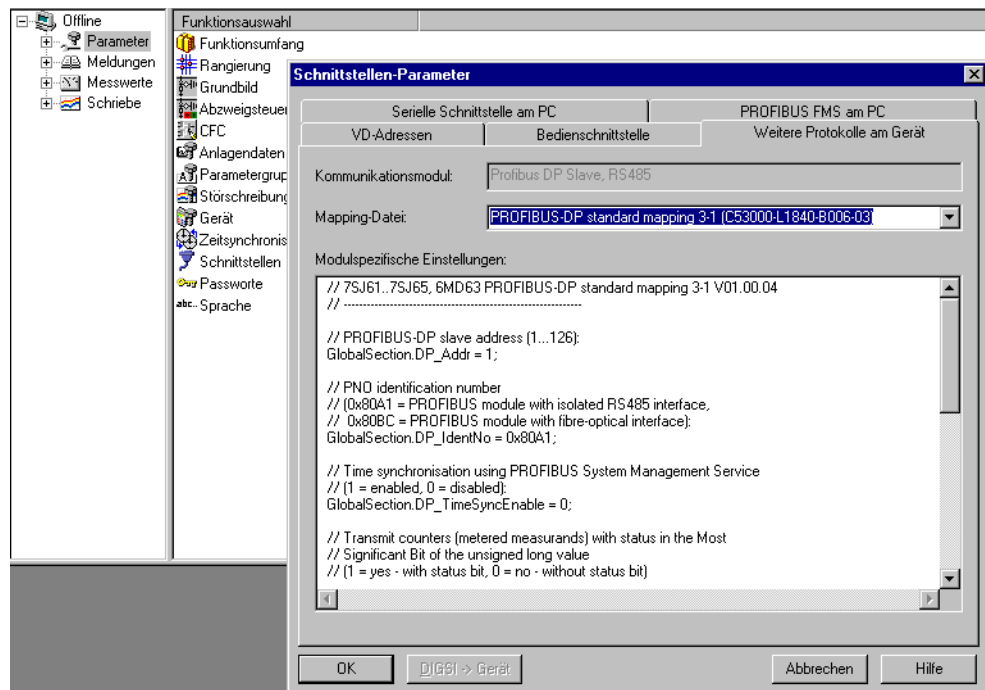 Offline
Parameter
Meldungen
Messwerte
Schriebe
Funktionsauswahl
Funktionsumfang
Rangierung
Grundbild
Abzweigsteuer
CFC
Anlagendaten
Parametergrup
Störschreibung
Gerät
Zeitsynchronis
Schnittstellen
Passworte
abc.. Sprache
Schnittstellen-Parameter
Serielle Schnittstelle am PC
PROFIBUS FMS am PC
VD-Adressen
Bedienschnittstelle
Weitere Protokolle am Gerät
Kommunikationsmodul:
Profibus DP Slave, RS485
Mapping-Datei:
PROFIBUS-DP standard mapping 3-1 (C53000-L1840-B006-03)
Modulspezifische Einstellungen:
// 7SJ61..7SJ65, 6MD63 PROFIBUS-DP standard mapping 3-1 V01.00.04
// --------------------------------------------------------
// PROFIBUS-DP slave address (1...126):
GlobalSection.DP_Addr = 1;
// PNO identification number
// (0x80A1 = PROFIBUS module with isolated RS485 interface,
// 0x80BC = PROFIBUS module with fibre-optical interface):
GlobalSection.DP_IdentNo = 0x80A1;
// Time synchronisation using PROFIBUS System Management Service
// (1 = enabled, 0 = disabled):
GlobalSection.DP_TimeSyncEnable = 0;
// Transmit counters (metered measurands) with status in the Most
// Significant Bit of the unsigned long value
// (1 = yes - with status bit, 0 = no - without status bit)
OK
DIGSI -> Gerät
Abbrechen
Hilfe